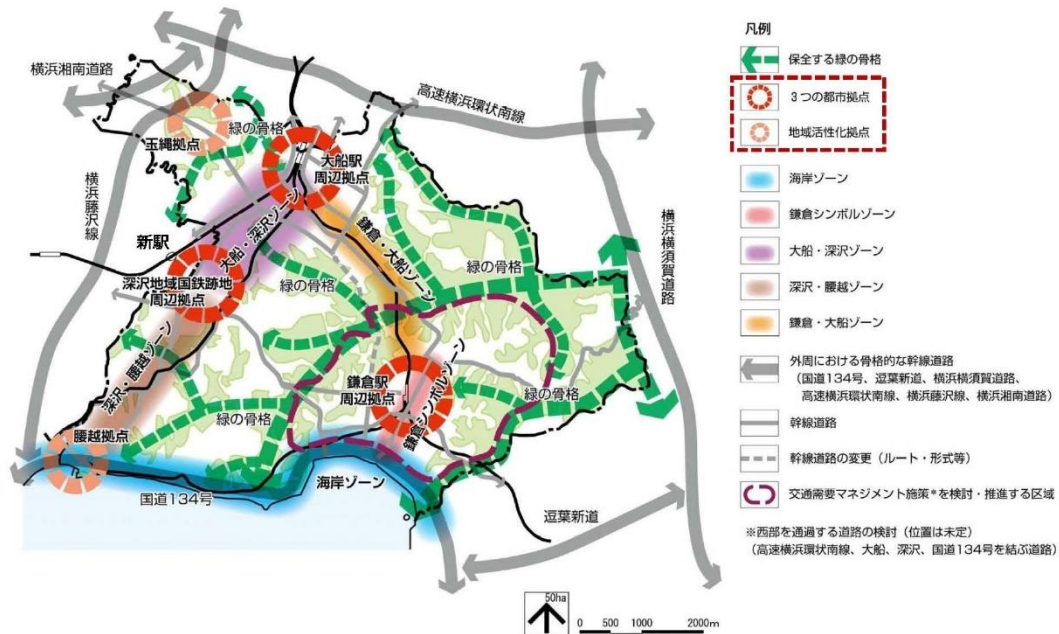 凡例
保全する緑の骨格
3つの都市拠点
地域活性化拠点
海岸ゾーン
鎌倉シンボルゾーン
大船・深沢ゾーン
深沢・腰越ゾーン
鎌倉・大船ゾーン
外周における骨格的な幹線道路
(国道134号、逗葉新道、横浜横須賀道路、
高速横浜環状南線、横浜藤沢線、横浜湘南道路)
幹線道路
幹線道路の変更(ルート・形式等)
交通需要マネジメント施策*を検討・推進する区域
※西部を通過する道路の検討(位置は未定)
(高速横浜環状南線、大船、深沢、国道134号を結ぶ道路)
横浜湘南道路
高速横浜環状南線
玉縄拠点
緑の骨格
大船駅
周辺拠点
横浜藤沢線
新駅
大船・深沢ゾーン
鎌倉・大船ゾーン
横浜横須賀道路
深沢地域国鉄跡地
周辺拠点
緑の骨格
緑の骨格
深沢・腰越ゾーン
鎌倉駅
周辺拠点
鎌倉シンボルゾーン
緑の骨格
緑の骨格
腰越拠点
海岸ゾーン
国道134号
逗葉新道
50ha
0 500 1000 2000m